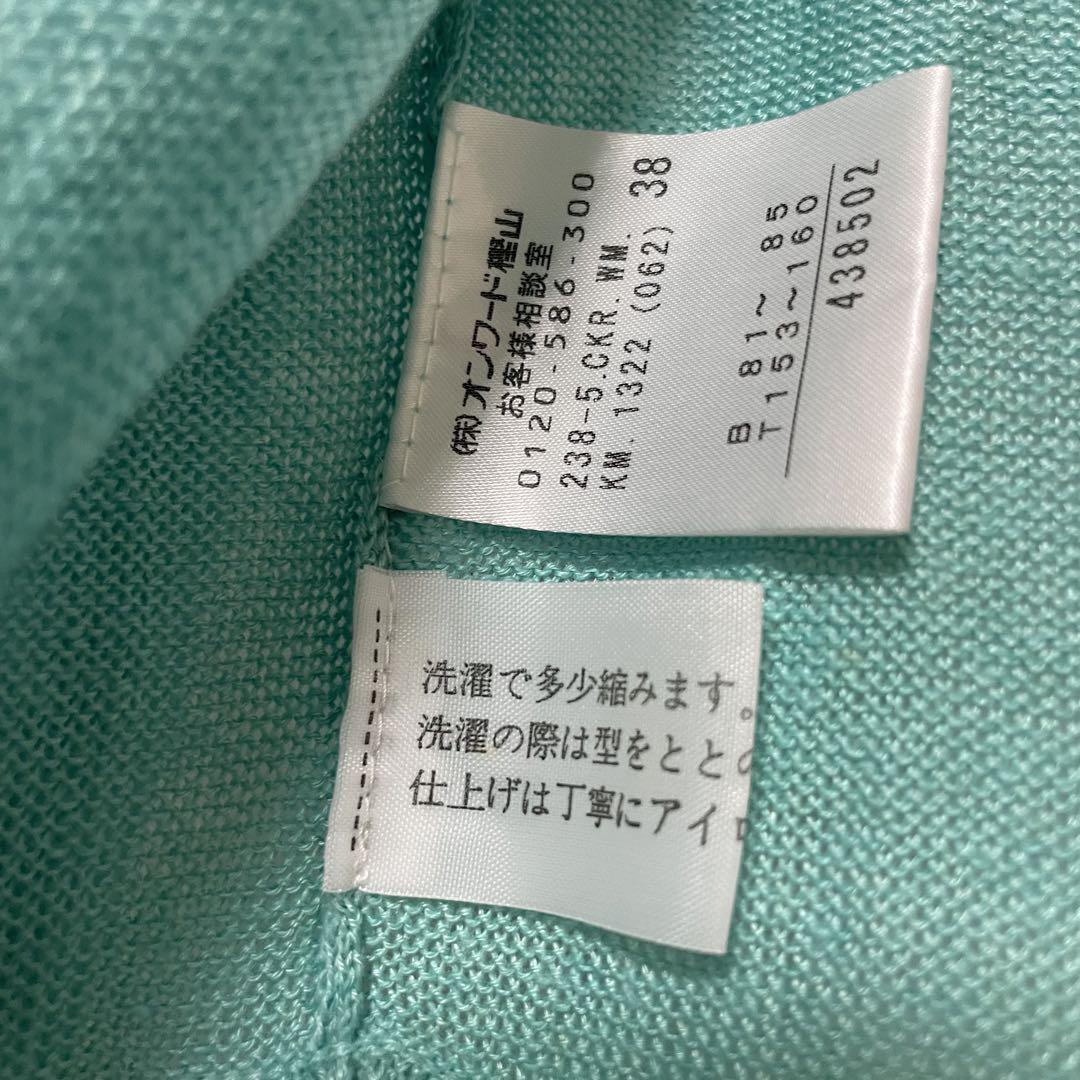 (株)オンワード樫山
お客様相談室
0120-586-300
238-5.CKR.WM.
KM.1322 (062) 38
B 81~ 85
T153~160
438502
洗濯で多少縮みます。
洗濯の際は型をととの
仕上げは丁寧にアイロ